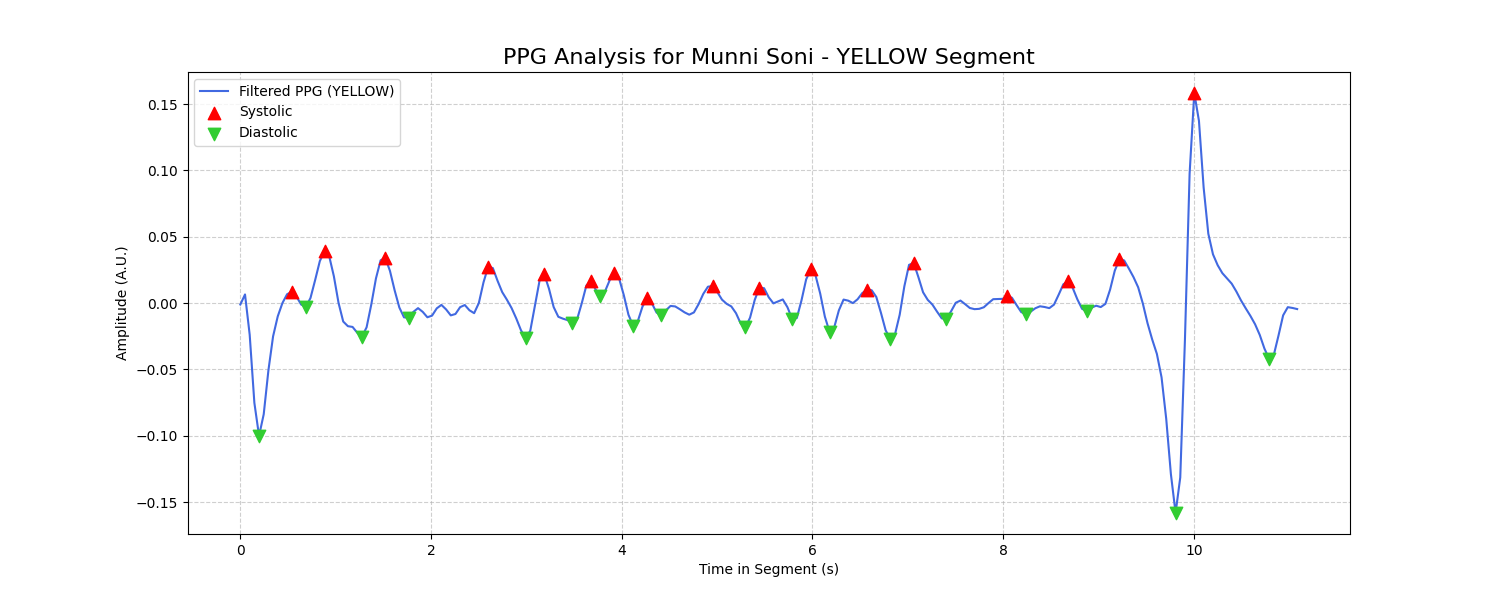 PPG Analysis for Munni Soni - YELLOW Segment
Filtered PPG (YELLOW)
Systolic
Diastolic
Amplitude (A.U.)
0.15
0.10
0.05
0.00
−0.05
−0.10
−0.15
0 2 4 6 8 10
Time in Segment (s)